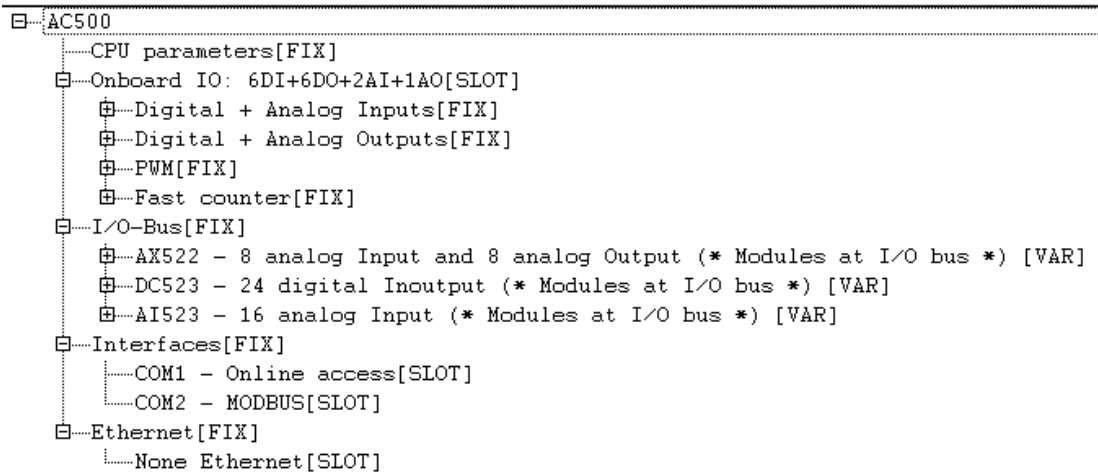 AC500
CPU parameters[FIX]
Onboard IO: 6DI+6DO+2AI+1AO[SLOT]
Digital + Analog Inputs[FIX]
Digital + Analog Outputs[FIX]
PWM[FIX]
Fast counter[FIX]
I/O-Bus[FIX]
AX522 - 8 analog Input and 8 analog Output (* Modules at I/O bus *) [VAR]
DC523 - 24 digital Inoutput (* Modules at I/O bus *) [VAR]
AI523 - 16 analog Input (* Modules at I/O bus *) [VAR]
Interfaces[FIX]
COM1 - Online access[SLOT]
COM2 - MODBUS[SLOT]
Ethernet[FIX]
None Ethernet[SLOT]